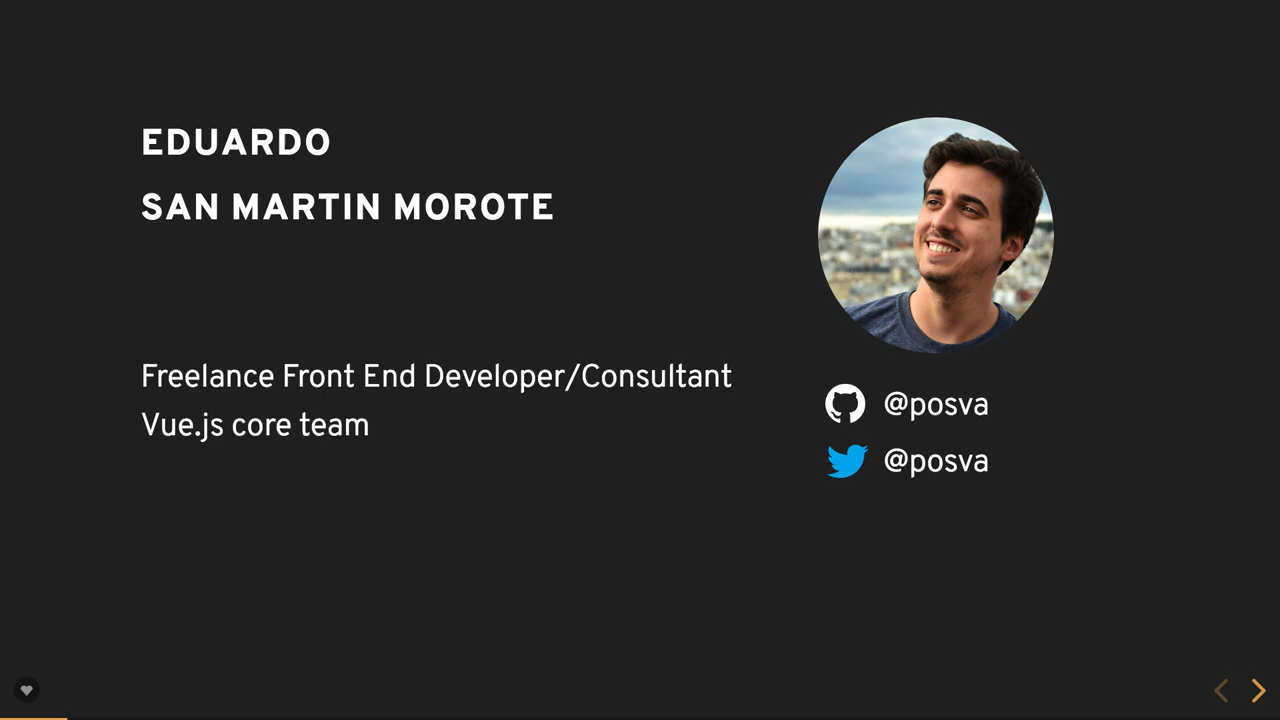 EDUARDO
SAN MARTIN MOROTE
Freelance Front End Developer/Consultant
Vue.js core team
@posva
@posva